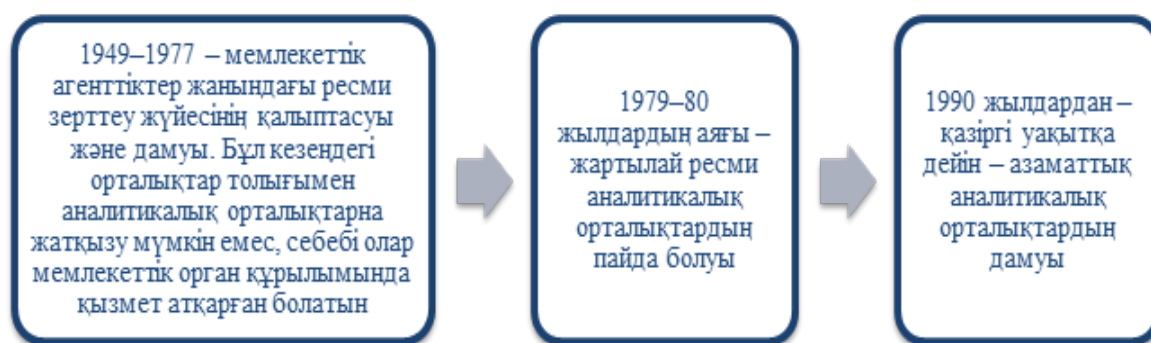 1949–1977 – мемлекеттік
агенттіктер жанындағы ресми
зерттеу жүйесінің қалыптасуы
және дамуы. Бұл кезеңдегі
орталықтар толығымен
аналитикалық орталықтарна
жатқызу мүмкін емес, себебі олар
мемлекеттік орган құрылымында
қызмет атқарған болатын
1979–80
жылдардың аяғы –
жартылай ресми
аналитикалық
орталықтардың
пайда болуы
1990 жылдардан –
қазіргі уақытқа
дейін – азаматтық
аналитикалық
орталықтардың
дамуы